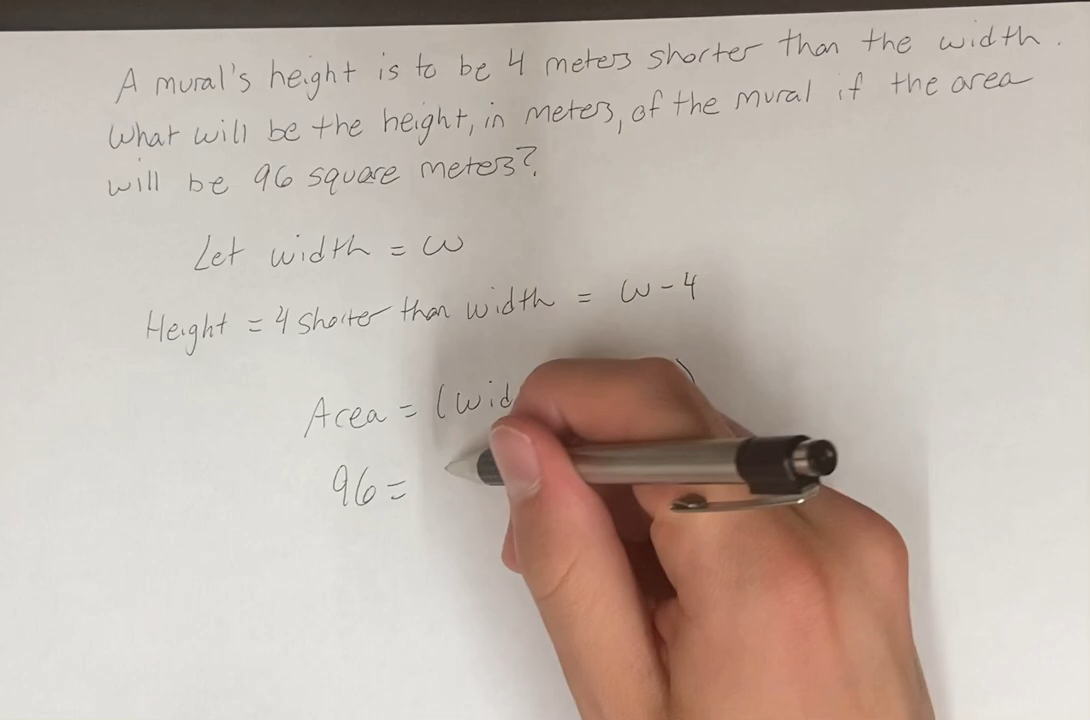 A mural's height is to be 4 meters shorter than the width.
What will be the height, in meters, of the mural if the area
will be 96 square meters?
Let width = w
Height = 4 shorter than width = w - 4
Area = (wid )
96 =